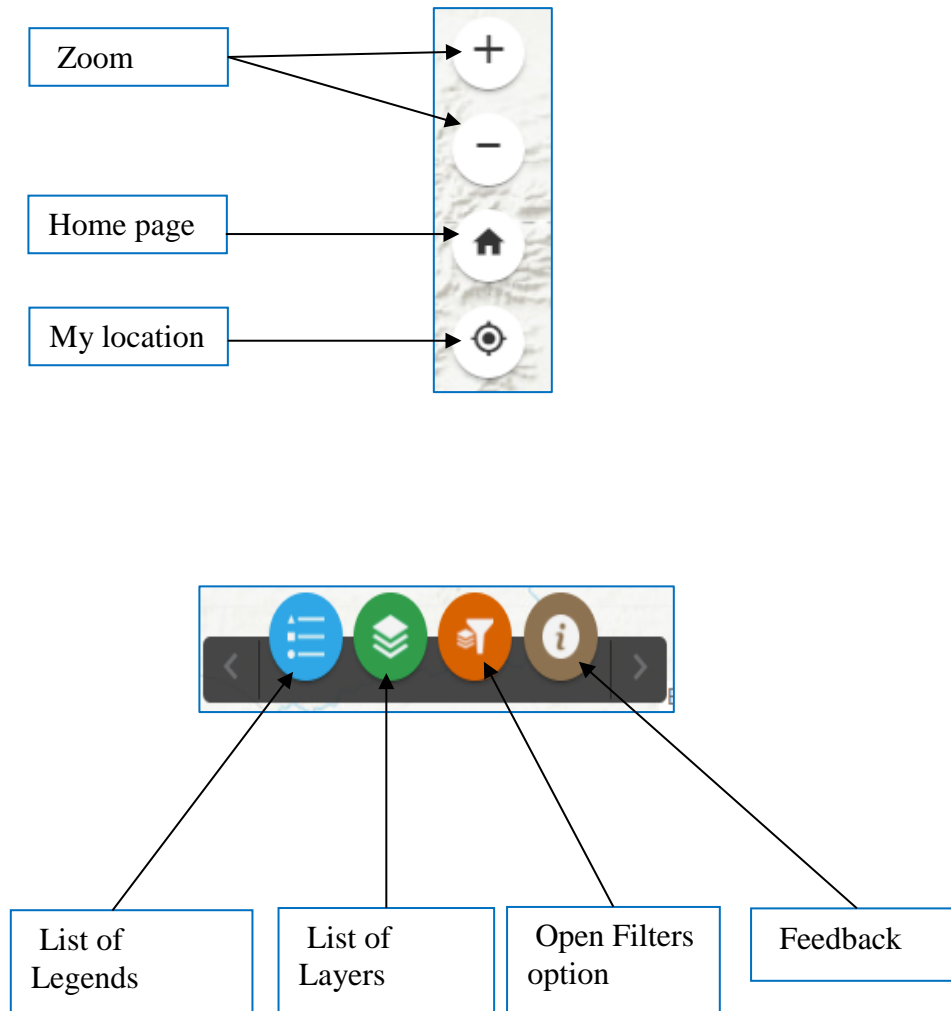 Zoom
Home page
My location
List of
Legends
List of
Layers
Open Filters
option
Feedback